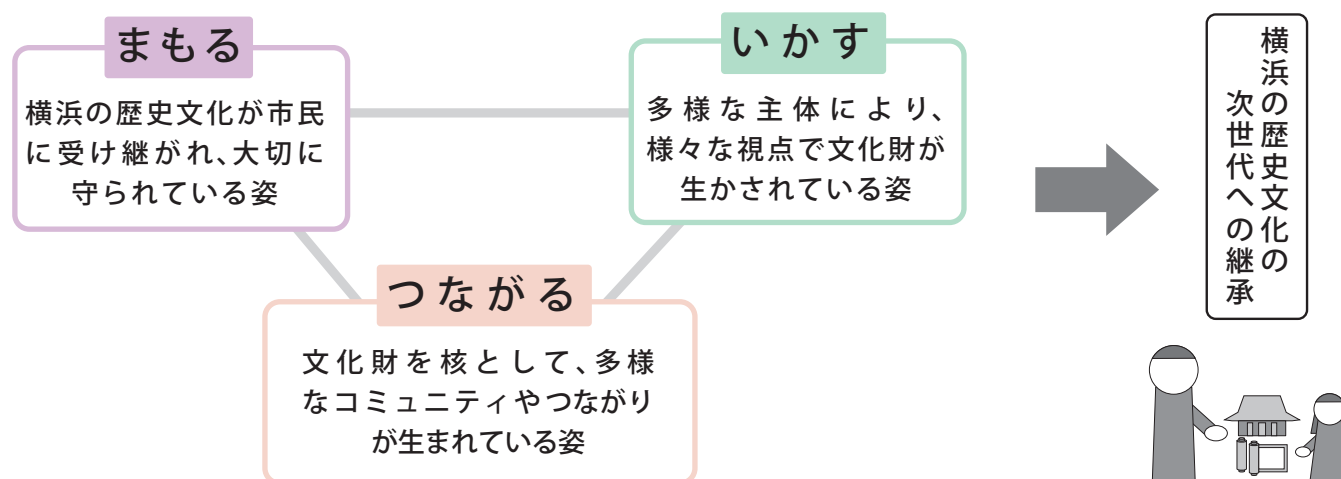 まもる
横浜の歴史文化が市民
に受け継がれ、大切に
守られている姿
いかす
多様な主体により、
様々な視点で文化財が
生かされている姿
つながる
文化財を核として、多様
なコミュニティやつながり
が生まれている姿
横浜の歴史文化の
次世代への継承